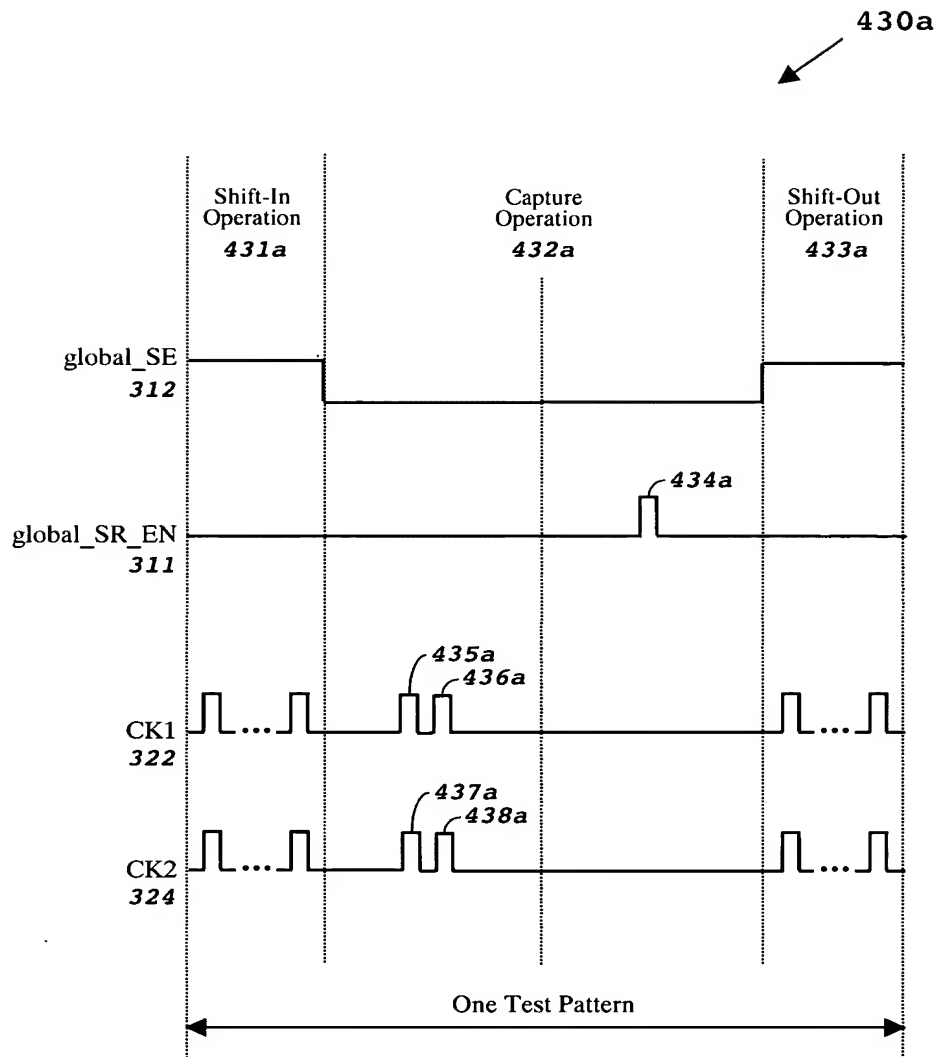 430a
Shift-In
Operation
431a
Capture
Operation
432a
Shift-Out
Operation
433a
global_SE
312
434a
global_SR_EN
311
435a
436a
CK1
322
437a
438a
CK2
324
One Test Pattern